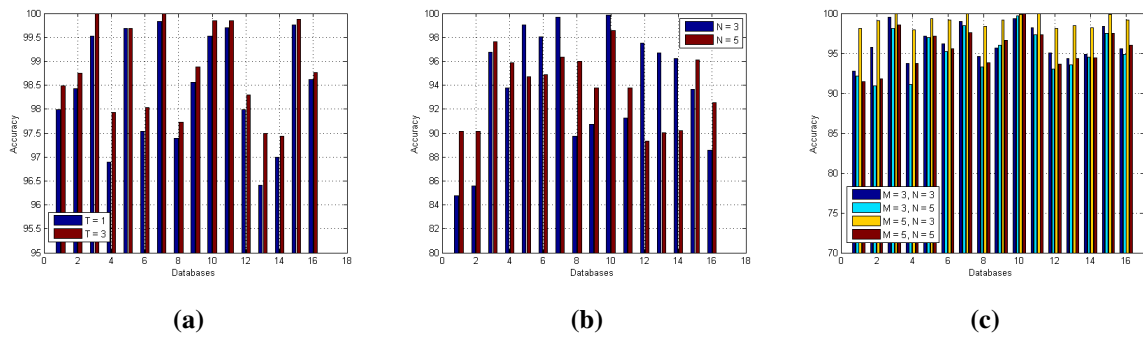 100
99.5
99
98.5
98
97.5
97
96.5
96
95.5
95
Accuracy
T = 1
T = 3
0 2 4 6 8 10 12 14 16 18
Databases
(a)
100
98
96
94
92
90
88
86
84
82
80
Accuracy
N = 3
N = 5
0 2 4 6 8 10 12 14 16 18
Databases
(b)
100
95
90
85
80
75
70
Accuracy
M = 3, N = 3
M = 3, N = 5
M = 5, N = 3
M = 5, N = 5
0 2 4 6 8 10 12 14 16
Databases
(c)